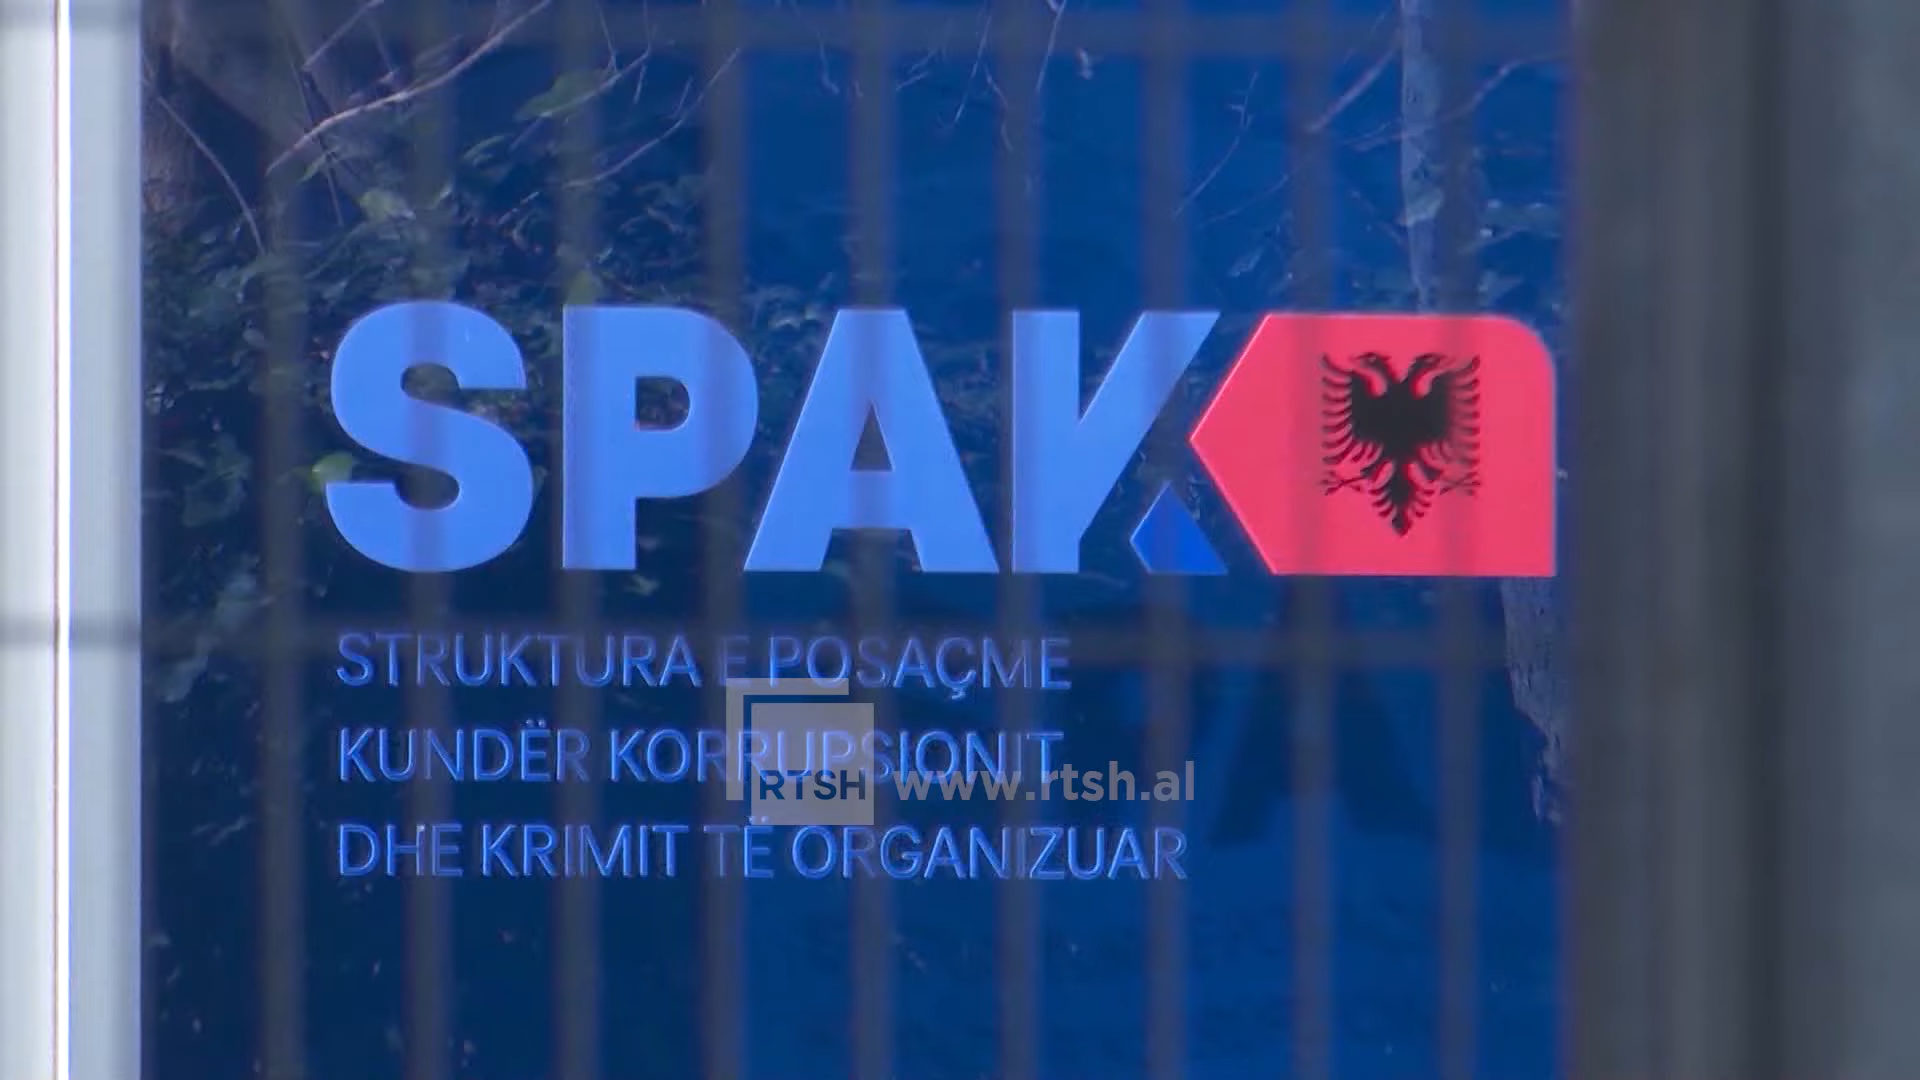 SPAK
STRUKTURA E POSAÇME
KUNDËR KORRUPSIONIT
RTSH www.rtsh.al
DHE KRIMIT TË ORGANIZUAR